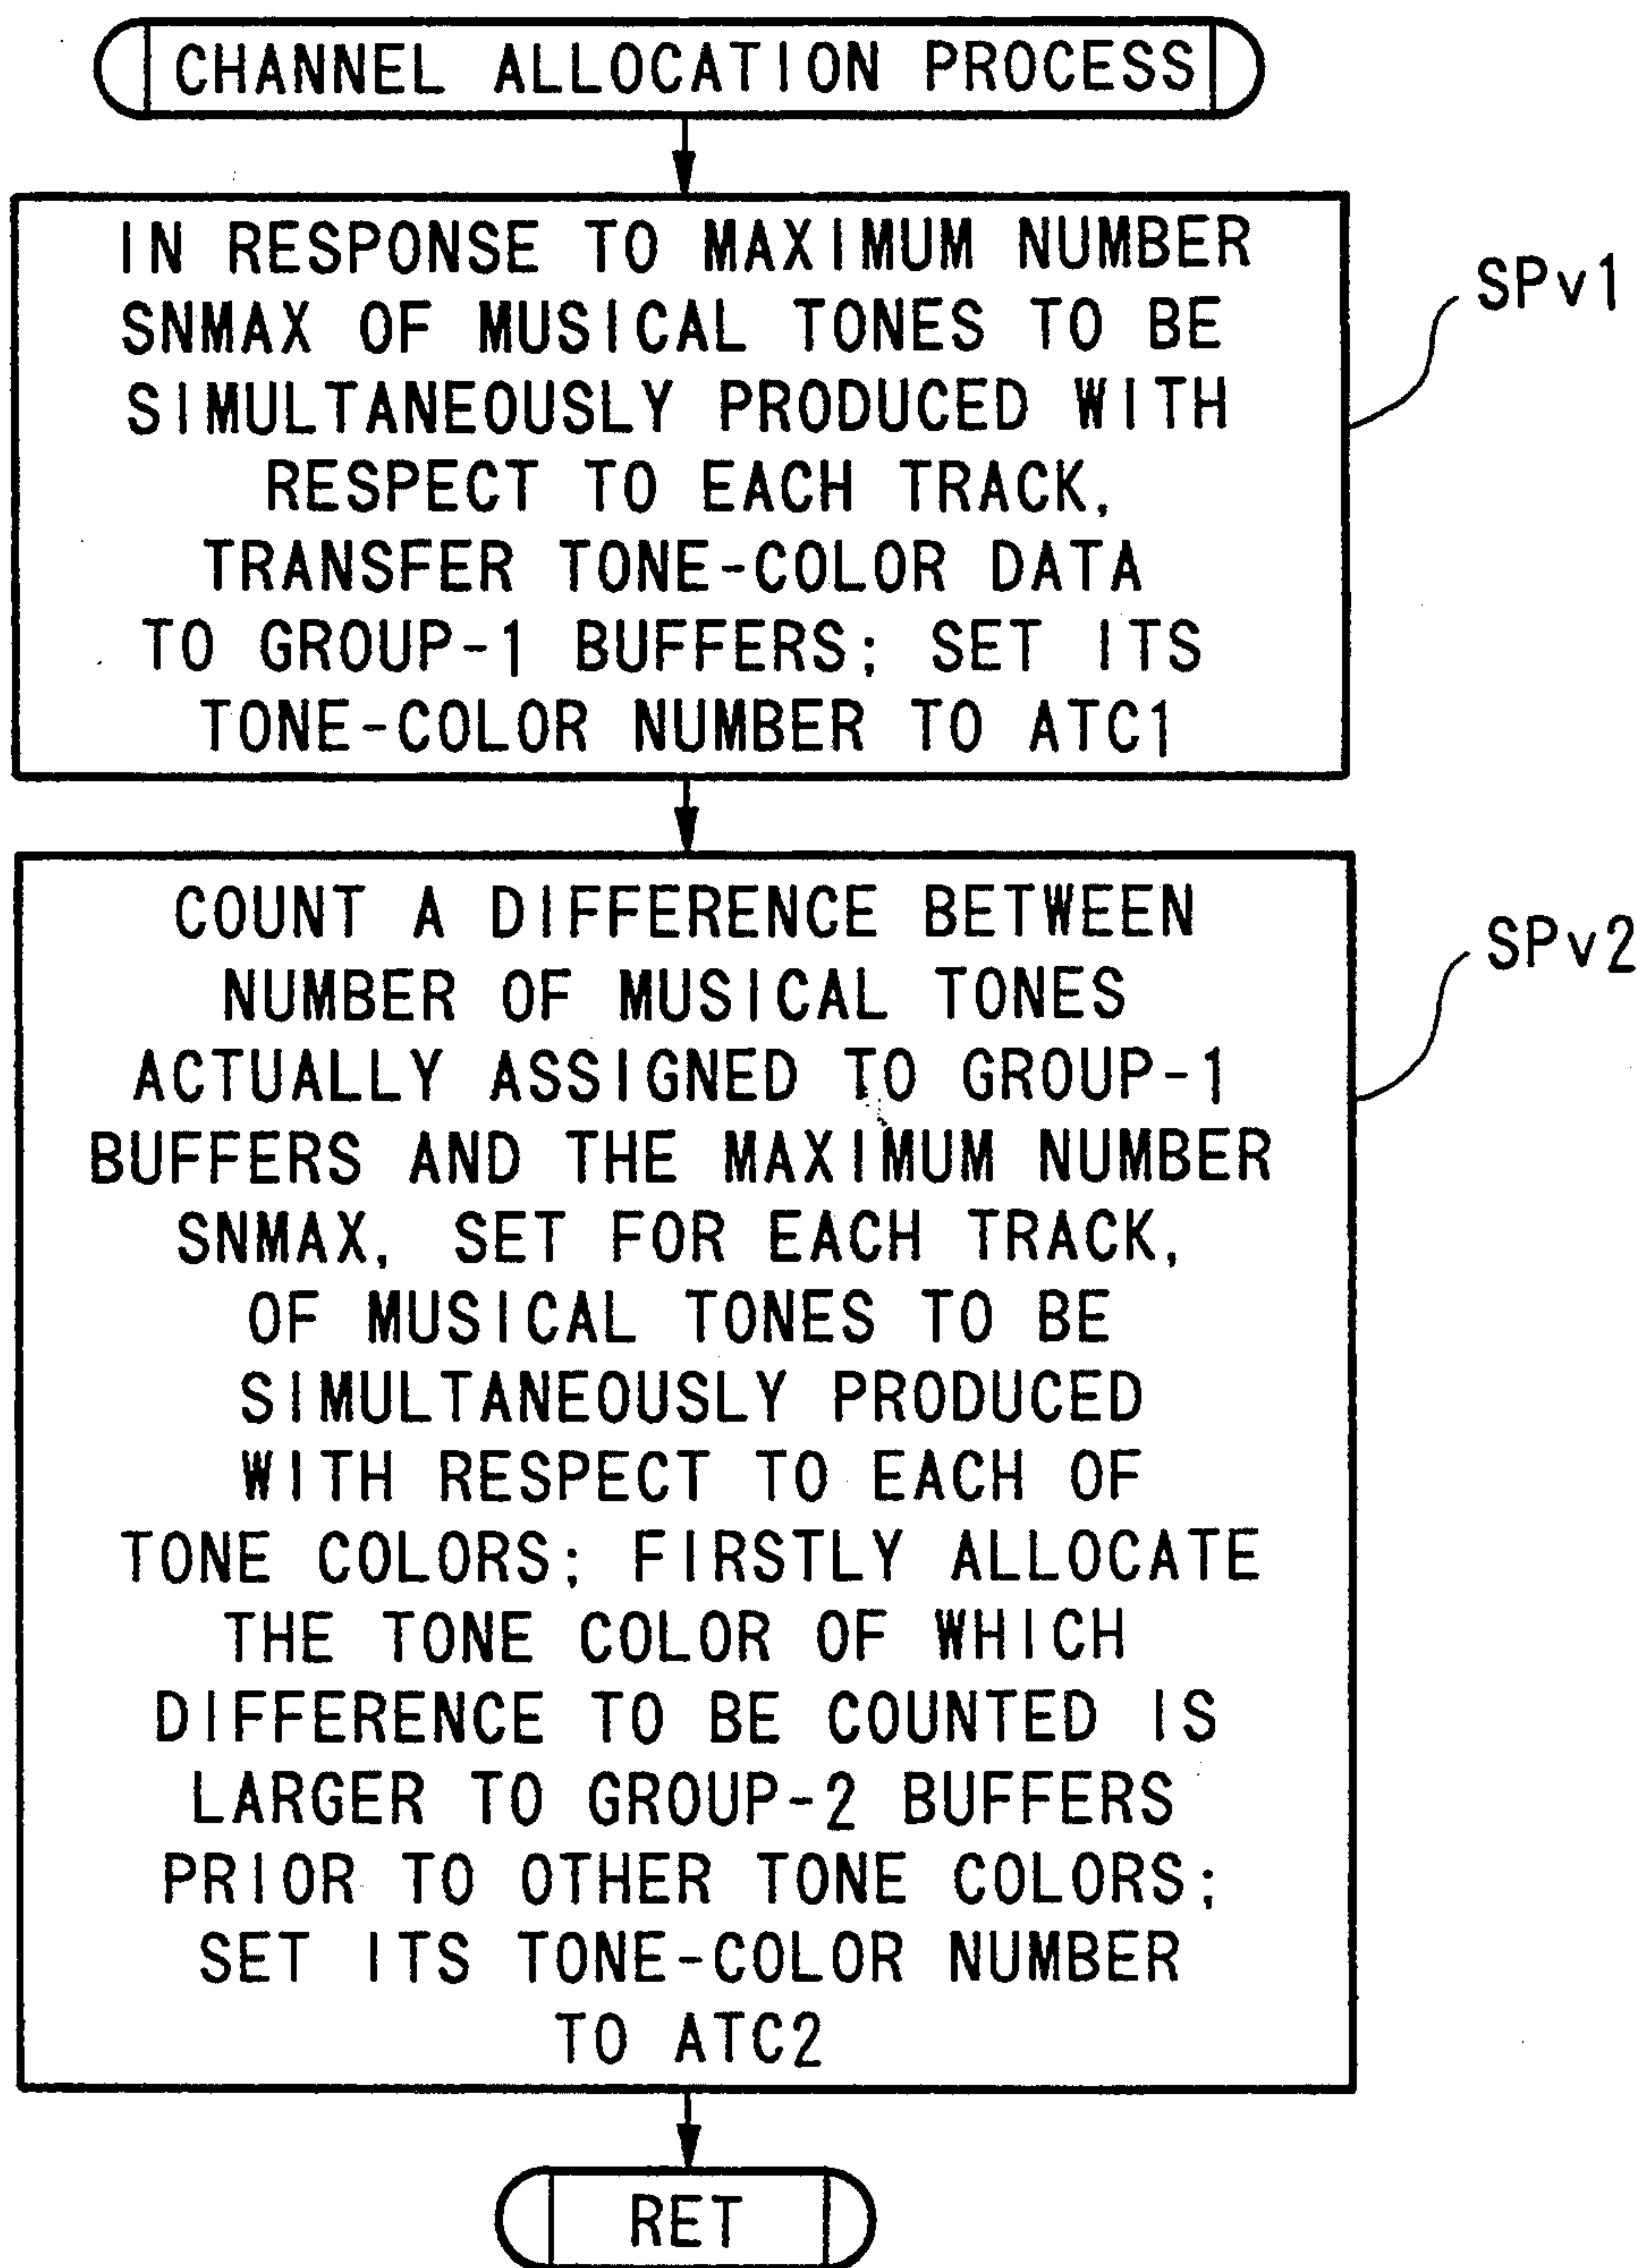 CHANNEL ALLOCATION PROCESS
IN RESPONSE TO MAXIMUM NUMBER
SNMAX OF MUSICAL TONES TO BE
SIMULTANEOUSLY PRODUCED WITH
RESPECT TO EACH TRACK,
TRANSFER TONE-COLOR DATA
TO GROUP-1 BUFFERS; SET ITS
TONE-COLOR NUMBER TO ATC1
SPv1
COUNT A DIFFERENCE BETWEEN
NUMBER OF MUSICAL TONES
ACTUALLY ASSIGNED TO GROUP-1
BUFFERS AND THE MAXIMUM NUMBER
SNMAX, SET FOR EACH TRACK,
OF MUSICAL TONES TO BE
SIMULTANEOUSLY PRODUCED
WITH RESPECT TO EACH OF
TONE COLORS; FIRSTLY ALLOCATE
THE TONE COLOR OF WHICH
DIFFERENCE TO BE COUNTED IS
LARGER TO GROUP-2 BUFFERS
PRIOR TO OTHER TONE COLORS;
SET ITS TONE-COLOR NUMBER
TO ATC2
SPv2
RET